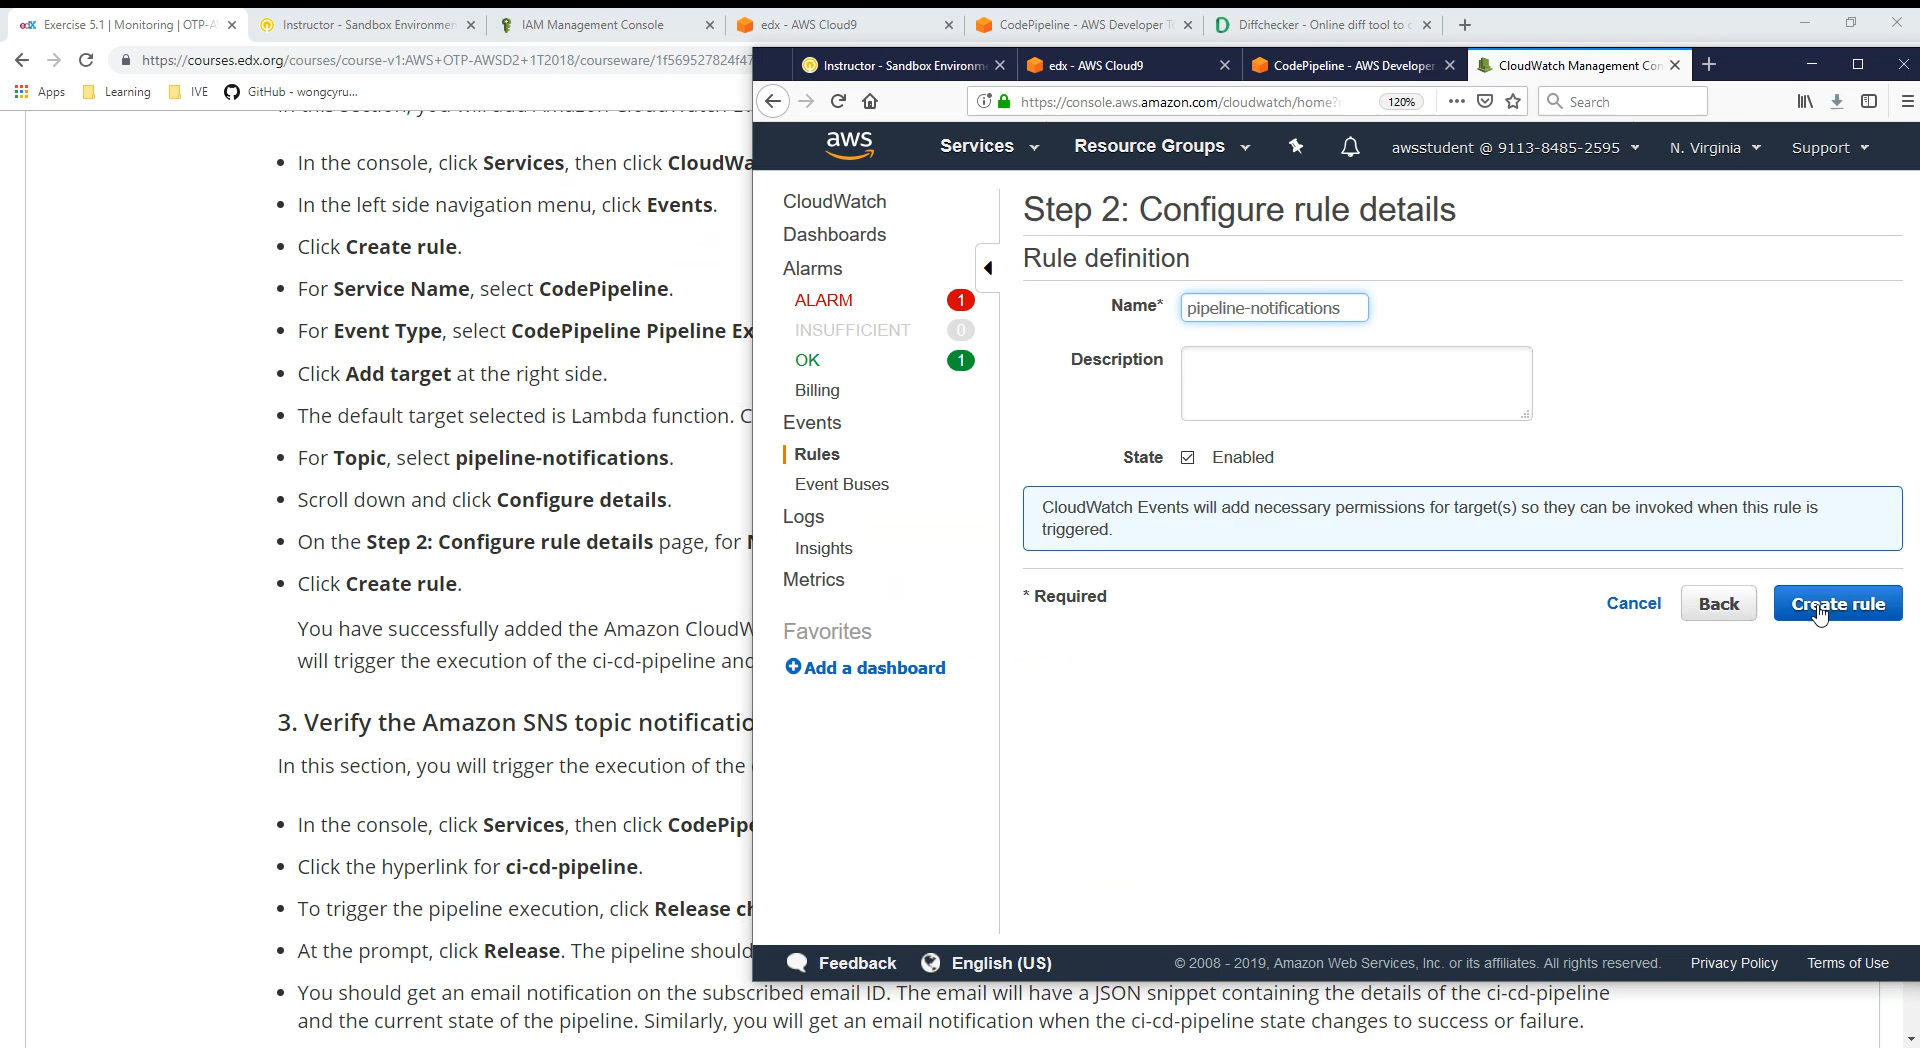 Exercise 5.1 | Monitoring | OTP-A
Instructor - Sandbox Environmen
IAM Management Console
edx - AWS Cloud9
CodePipeline - AWS Developer T
Diffchecker - Online diff tool to c
https://courses.edx.org/courses/course-v1:AWS+OTP-AWSD2+1T2018/courseware/1f569527824f47
Apps
Learning
IVE
GitHub - wongcyru...
Instructor - Sandbox Environm
edx - AWS Cloud9
CodePipeline - AWS Developer
CloudWatch Management Con
https://console.aws.amazon.com/cloudwatch/home?
120%
Search
aws
Services
Resource Groups
awsstudent @ 9113-8485-2595
N. Virginia
Support
• In the console, click Services, then click CloudWa
• In the left side navigation menu, click Events.
• Click Create rule.
• For Service Name, select CodePipeline.
• For Event Type, select CodePipeline Pipeline Ex
• Click Add target at the right side.
• The default target selected is Lambda function. C
• For Topic, select pipeline-notifications.
• Scroll down and click Configure details.
• On the Step 2: Configure rule details page, for N
• Click Create rule.
You have successfully added the Amazon CloudW
will trigger the execution of the ci-cd-pipeline and
3. Verify the Amazon SNS topic notificatio
In this section, you will trigger the execution of the
• In the console, click Services, then click CodePipe
• Click the hyperlink for ci-cd-pipeline.
• To trigger the pipeline execution, click Release ch
• At the prompt, click Release. The pipeline should
• You should get an email notification on the subscribed email ID. The email will have a JSON snippet containing the details of the ci-cd-pipeline
and the current state of the pipeline. Similarly, you will get an email notification when the ci-cd-pipeline state changes to success or failure.
CloudWatch
Dashboards
Alarms
ALARM 1
INSUFFICIENT 0
OK 1
Billing
Events
Rules
Event Buses
Logs
Insights
Metrics
Favorites
Add a dashboard
Step 2: Configure rule details
Rule definition
Name* pipeline-notifications
Description
State Enabled
CloudWatch Events will add necessary permissions for target(s) so they can be invoked when this rule is
triggered.
* Required
Cancel
Back
Create rule
Feedback
English (US)
© 2008 - 2019, Amazon Web Services, Inc. or its affiliates. All rights reserved.
Privacy Policy
Terms of Use